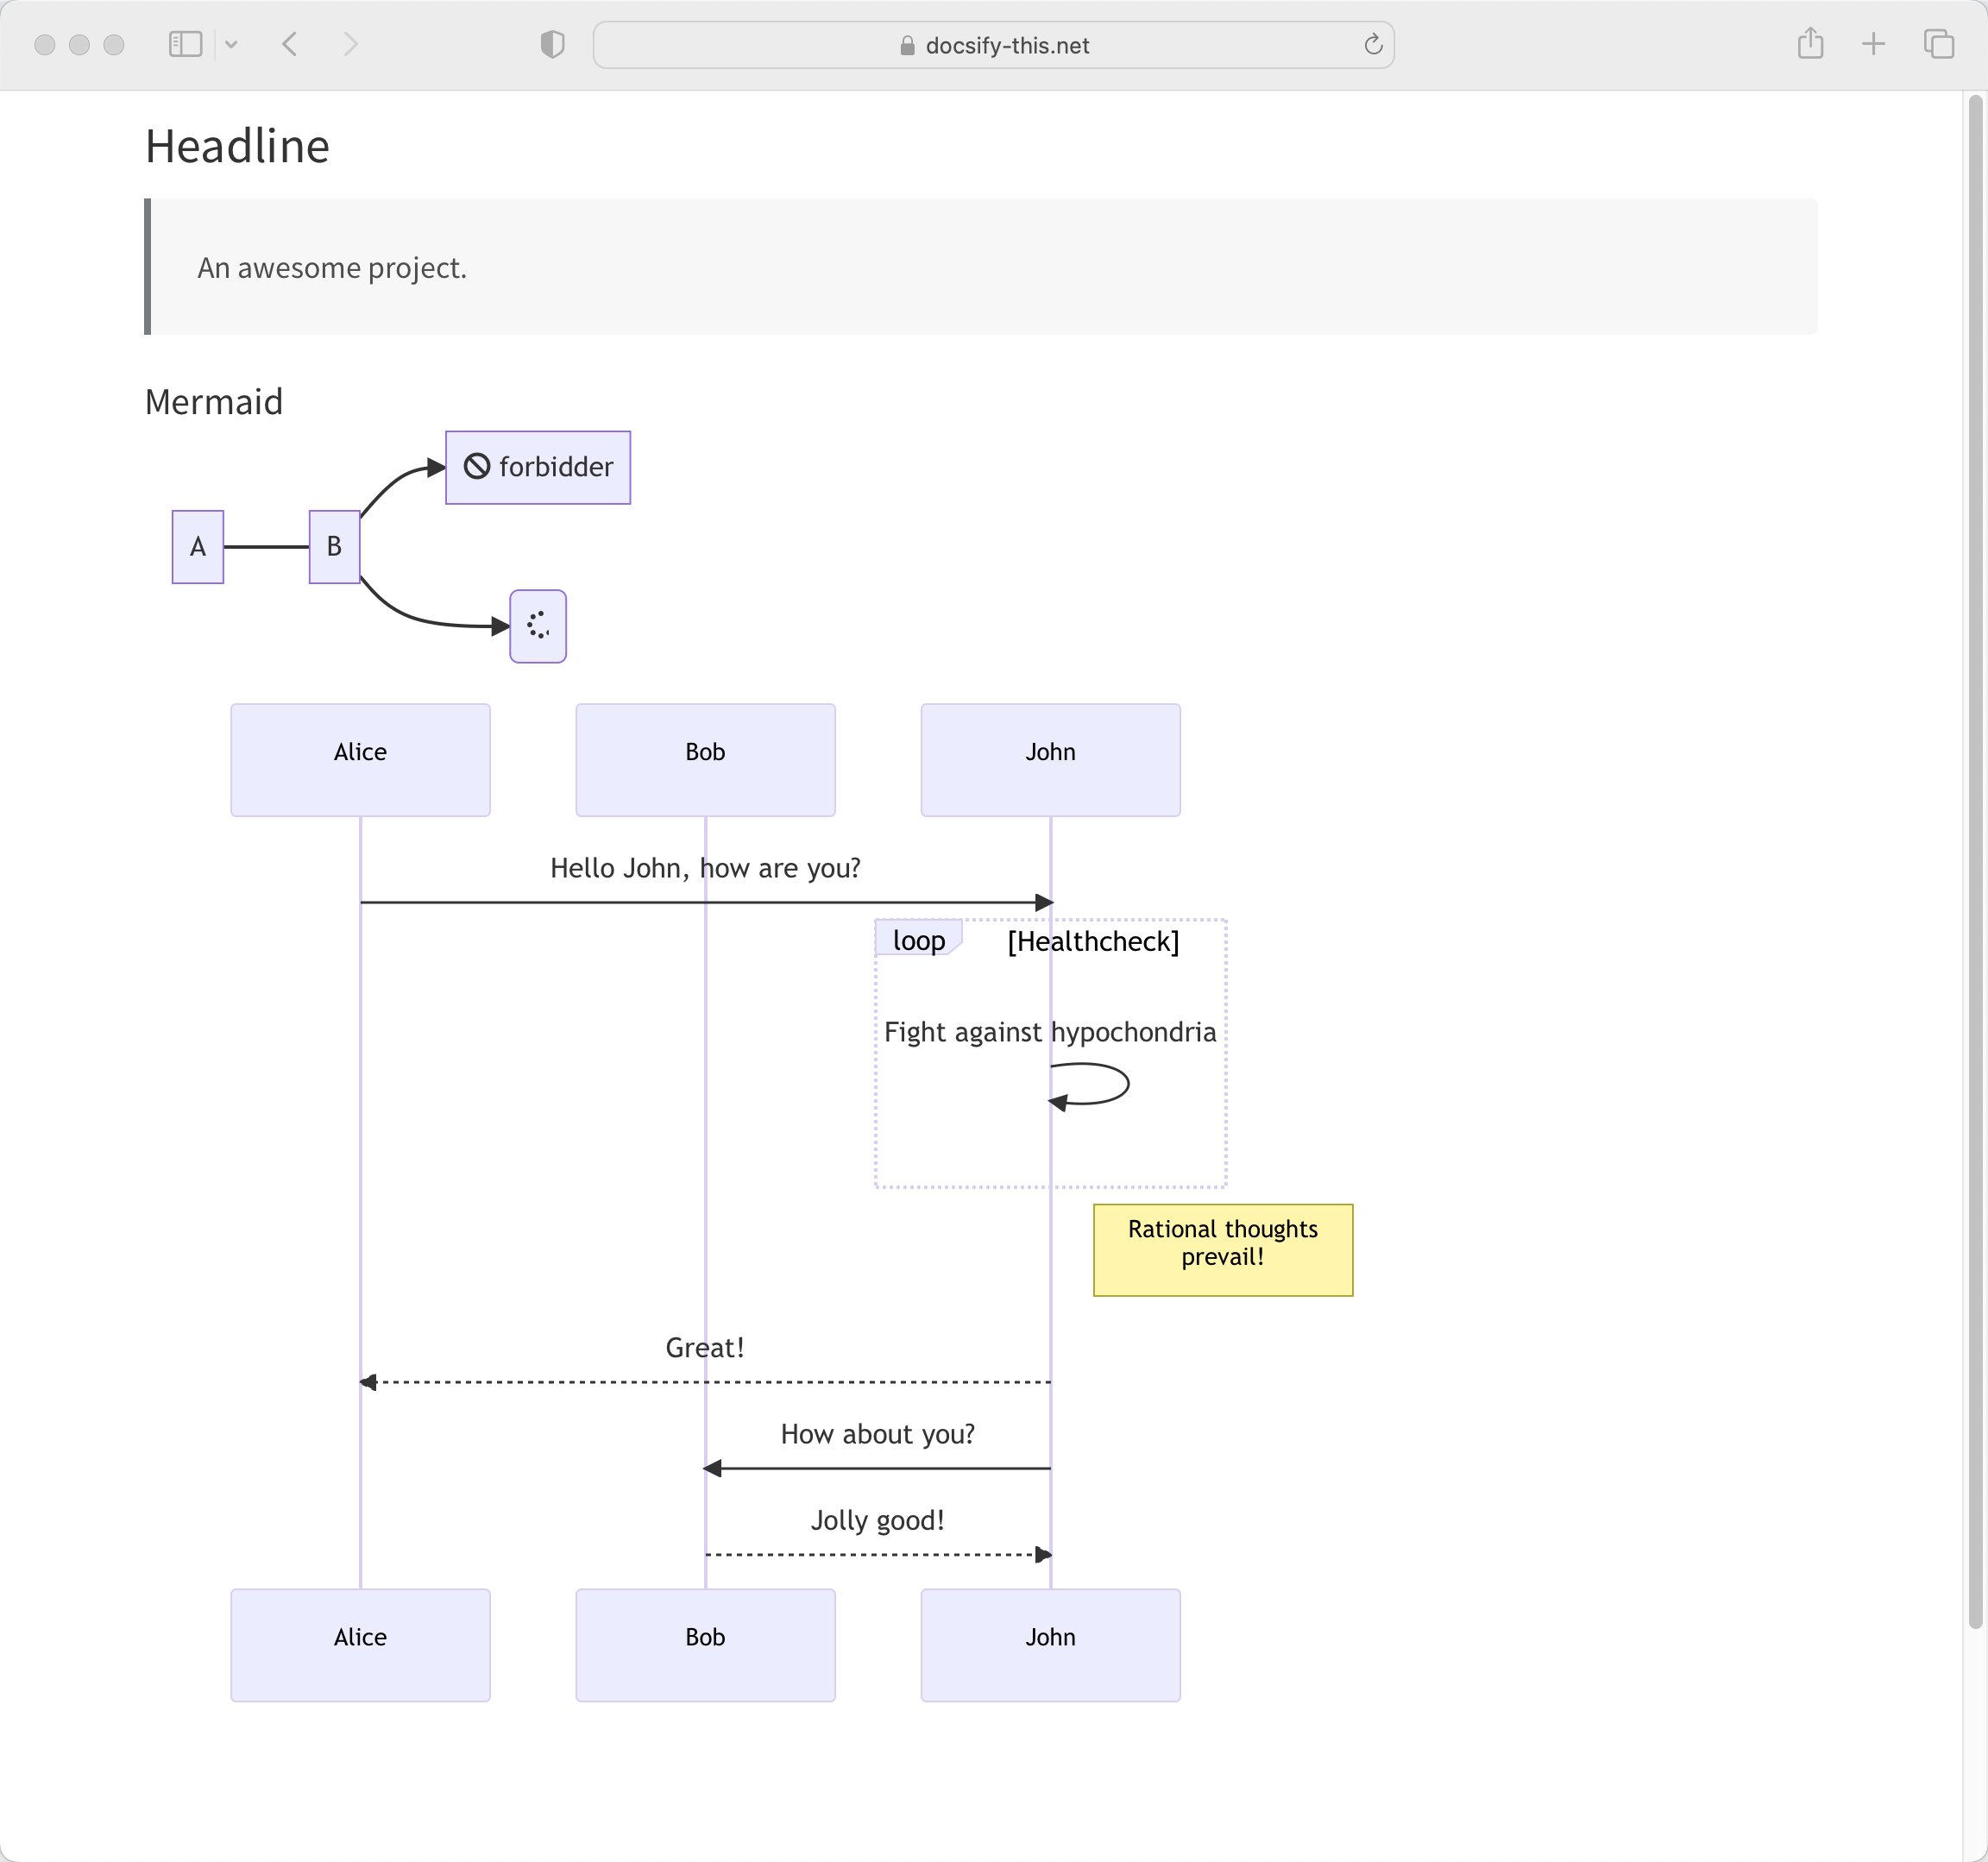 docsify-this.net
Headline
An awesome project.
Mermaid
forbidder
A
B
Alice
Bob
John
Hello John, how are you?
loop
[Healthcheck]
Fight against hypochondria
Rational thoughts
prevail!
Great!
How about you?
Jolly good!
Alice
Bob
John